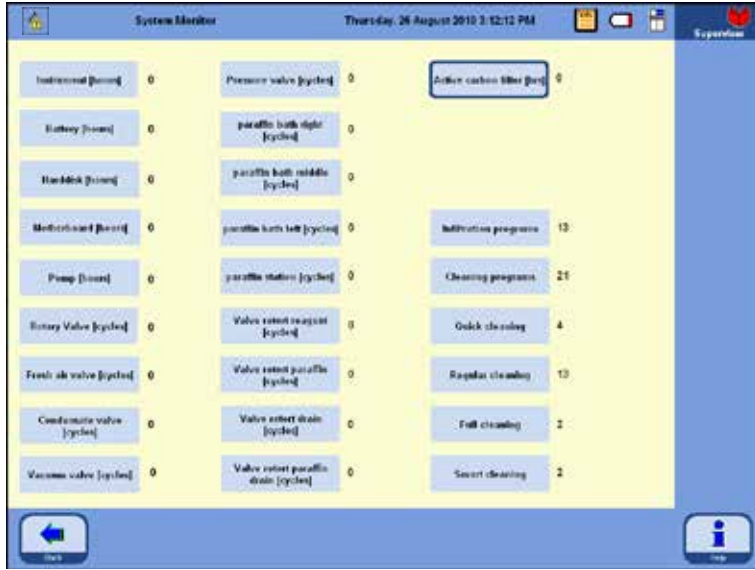 System Monitor
Thursday, 26 August 2010 3:12:12 PM
Supervisor
Instrument [hours] 0
Battery [hours] 0
Harddisk [hours] 0
Motherboard [hours] 0
Pump [hours] 0
Rotary Valve [cycles] 0
Fresh air valve [cycles] 0
Condensate valve
[cycles] 0
Vacuum valve [cycles] 0
Pressure valve [cycles] 0
paraffin bath right
[cycles] 0
paraffin bath middle
[cycles] 0
paraffin bath left [cycles] 0
paraffin station [cycles] 0
Valve retort reagent
[cycles] 0
Valve retort paraffin
[cycles] 0
Valve retort drain
[cycles] 0
Valve retort paraffin
drain [cycles] 0
Active carbon filter [hrs] 0
Infiltration programs 13
Cleaning programs 21
Quick cleaning 4
Regular cleaning 13
Full cleaning 2
Smart cleaning 2
Back
Help